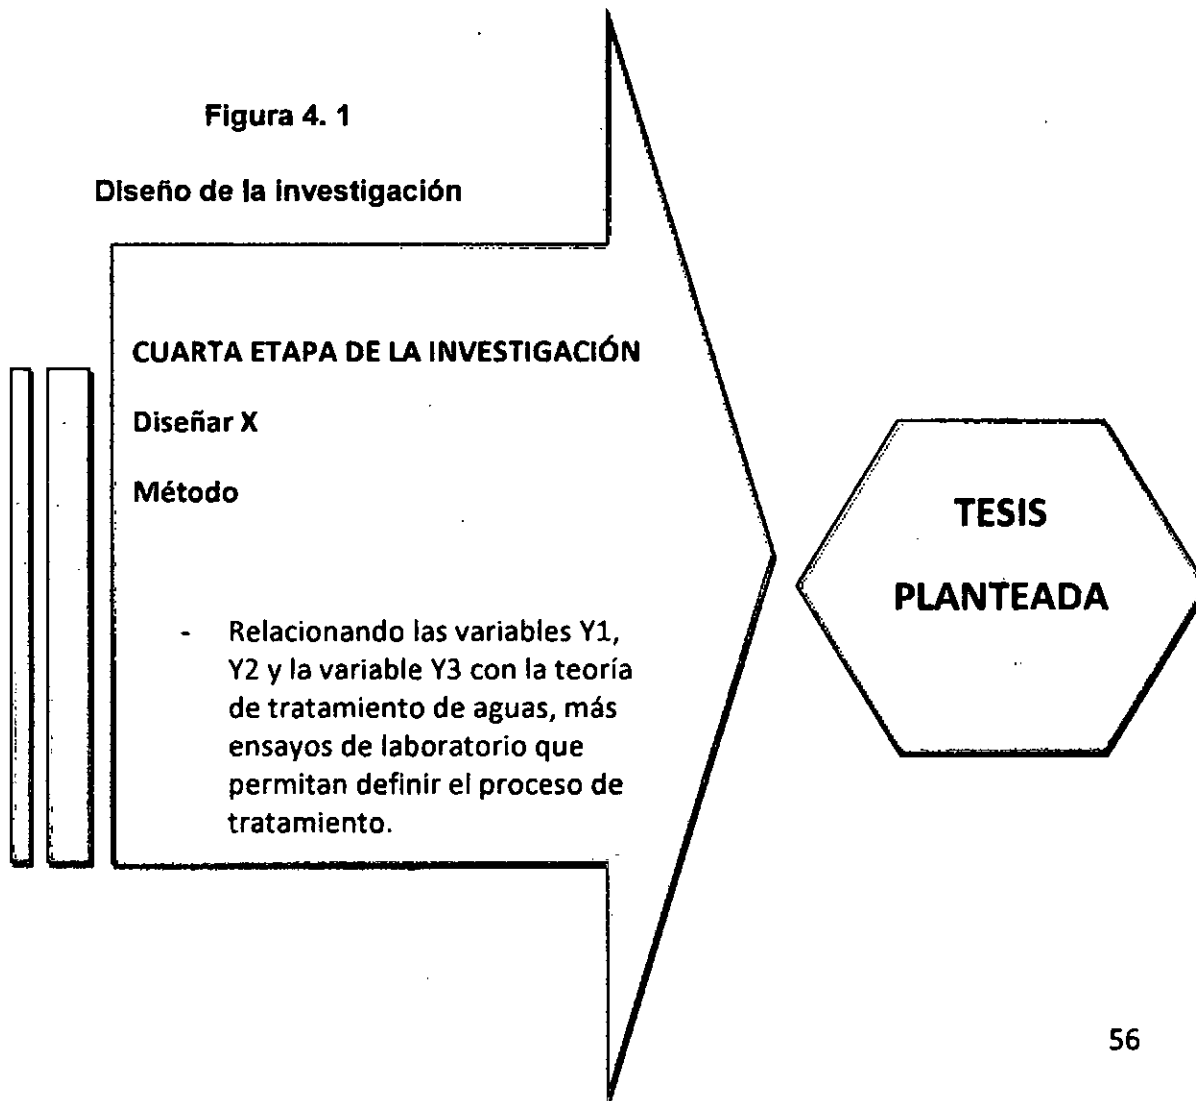 Figura 4. 1
Diseño de la investigación
CUARTA ETAPA DE LA INVESTIGACIÓN
Diseñar X
Método
- Relacionando las variables Y1,
Y2 y la variable Y3 con la teoría
de tratamiento de aguas, más
ensayos de laboratorio que
permitan definir el proceso de
tratamiento.
TESIS
PLANTEADA
56